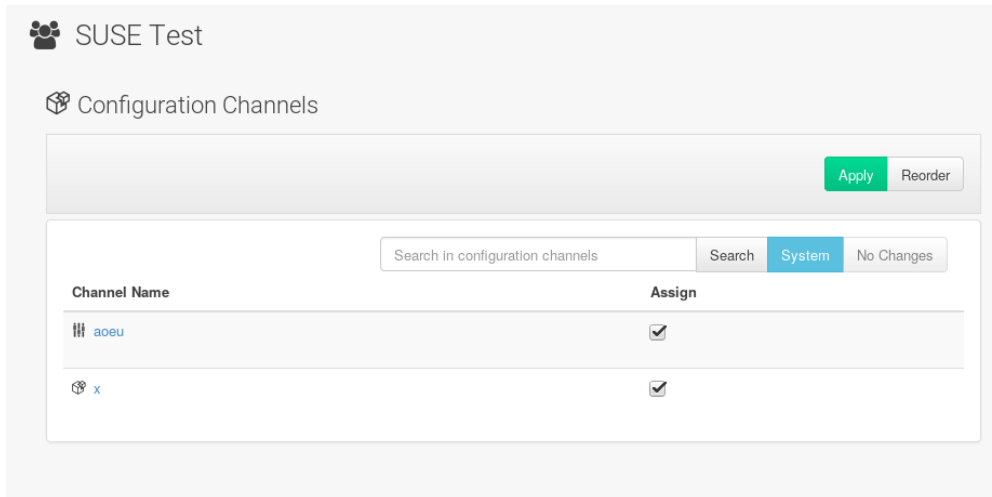 SUSE Test
Configuration Channels
Apply Reorder
Search in configuration channels Search System No Changes
Channel Name Assign
aoeu
x